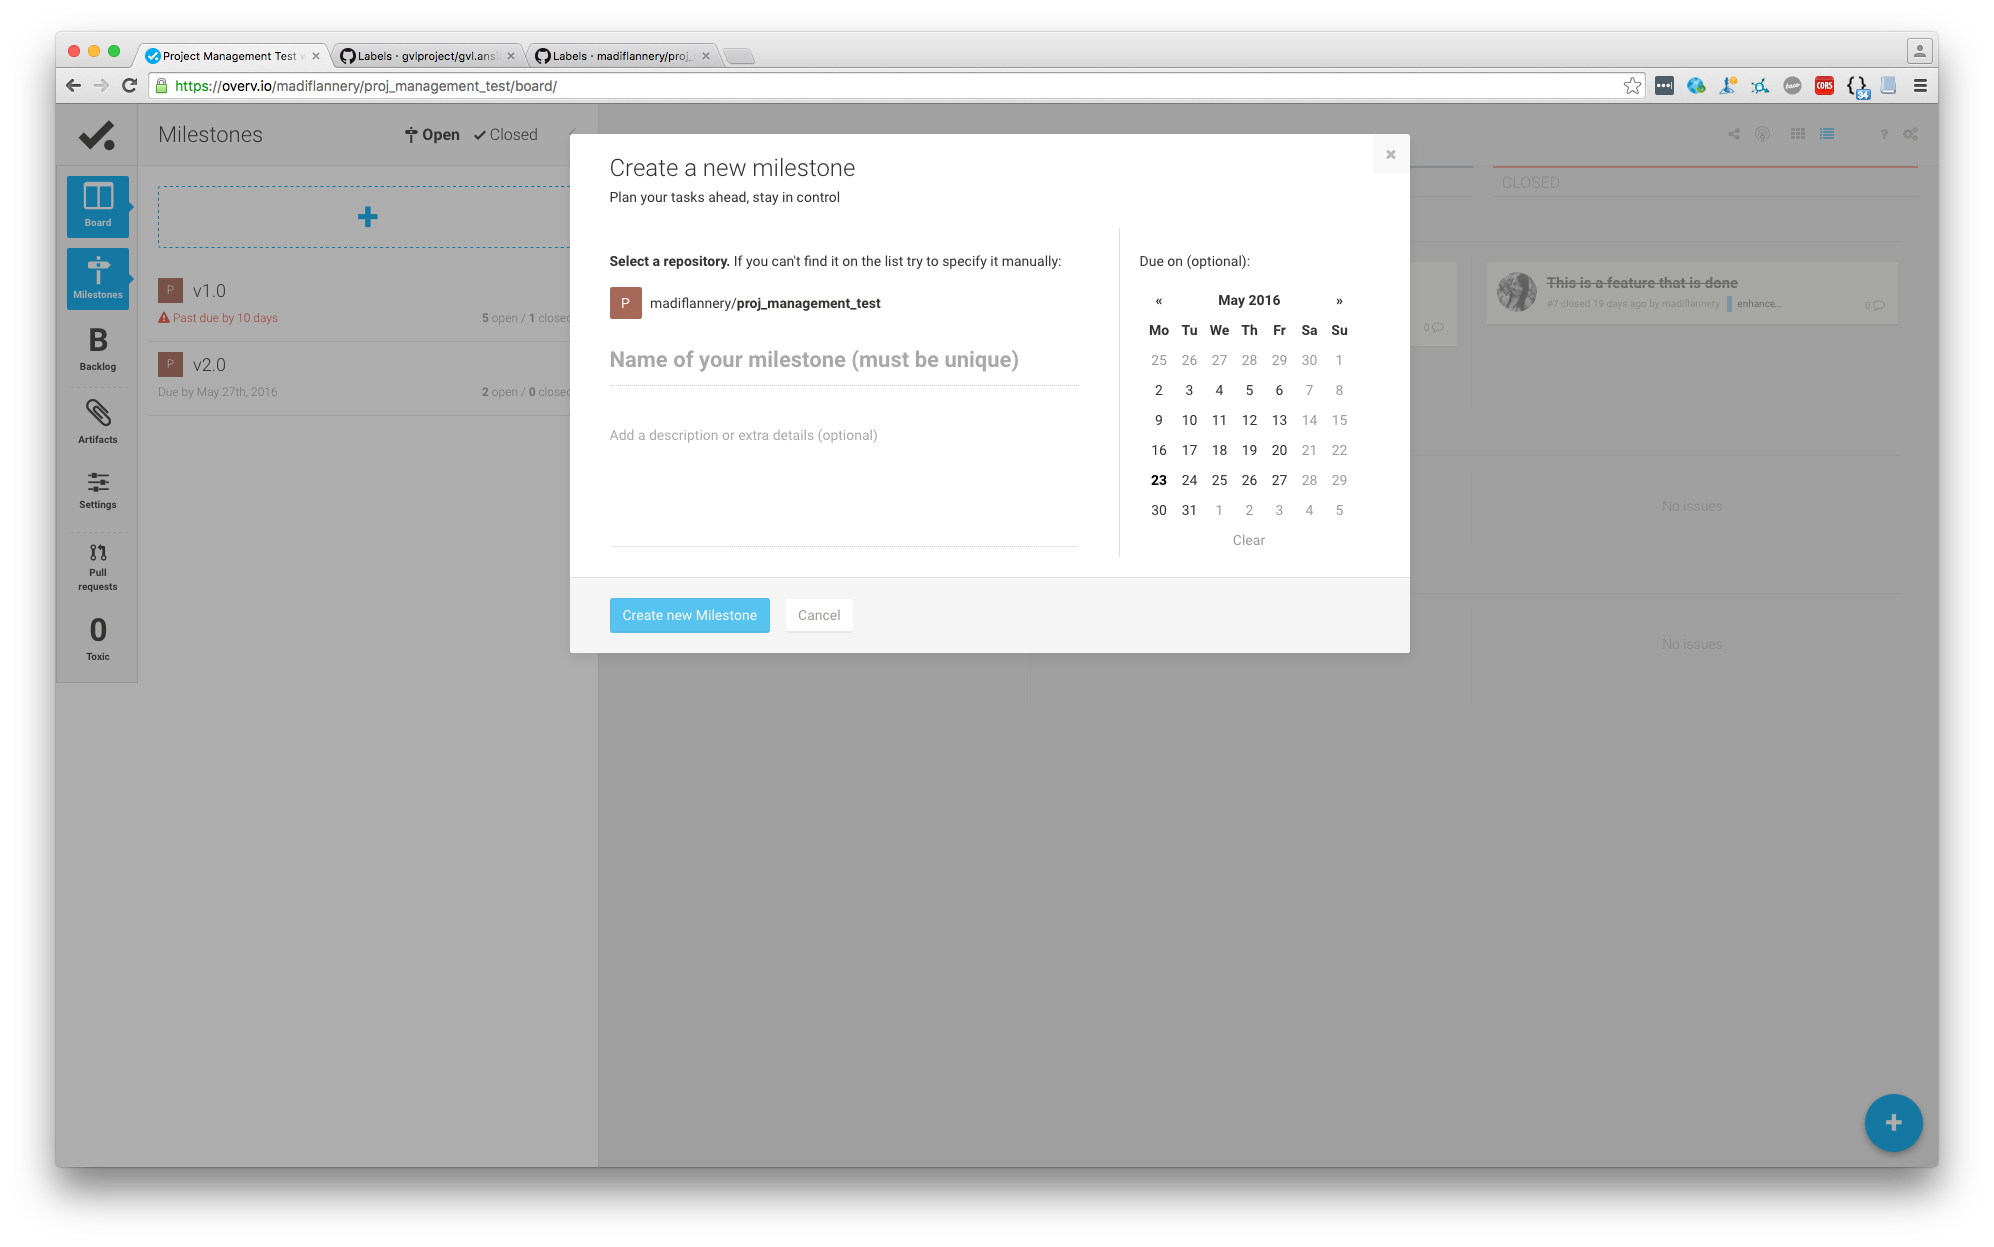 Project Management Test
Labels · gvlproject/gvl.ansi
Labels · madiflannery/proj_
https://overv.io/madiflannery/proj_management_test/board/
CORS
34
Milestones
Open
Closed
Board
Milestones
B
Backlog
Artifacts
Settings
Pull
requests
0
Toxic
P
v1.0
Past due by 10 days
5 open / 1 closed
P
v2.0
Due by May 27th, 2016
2 open / 0 closed
Create a new milestone
Plan your tasks ahead, stay in control
Select a repository. If you can't find it on the list try to specify it manually:
P
madiflannery/proj_management_test
Name of your milestone (must be unique)
Add a description or extra details (optional)
Due on (optional):
« May 2016 »
Mo Tu We Th Fr Sa Su
25 26 27 28 29 30 1
2 3 4 5 6 7 8
9 10 11 12 13 14 15
16 17 18 19 20 21 22
23 24 25 26 27 28 29
30 31 1 2 3 4 5
Clear
Create new Milestone
Cancel
?
CLOSED
0
This is a feature that is done
#7 closed 19 days ago by madiflannery
enhance...
0
No issues
No issues